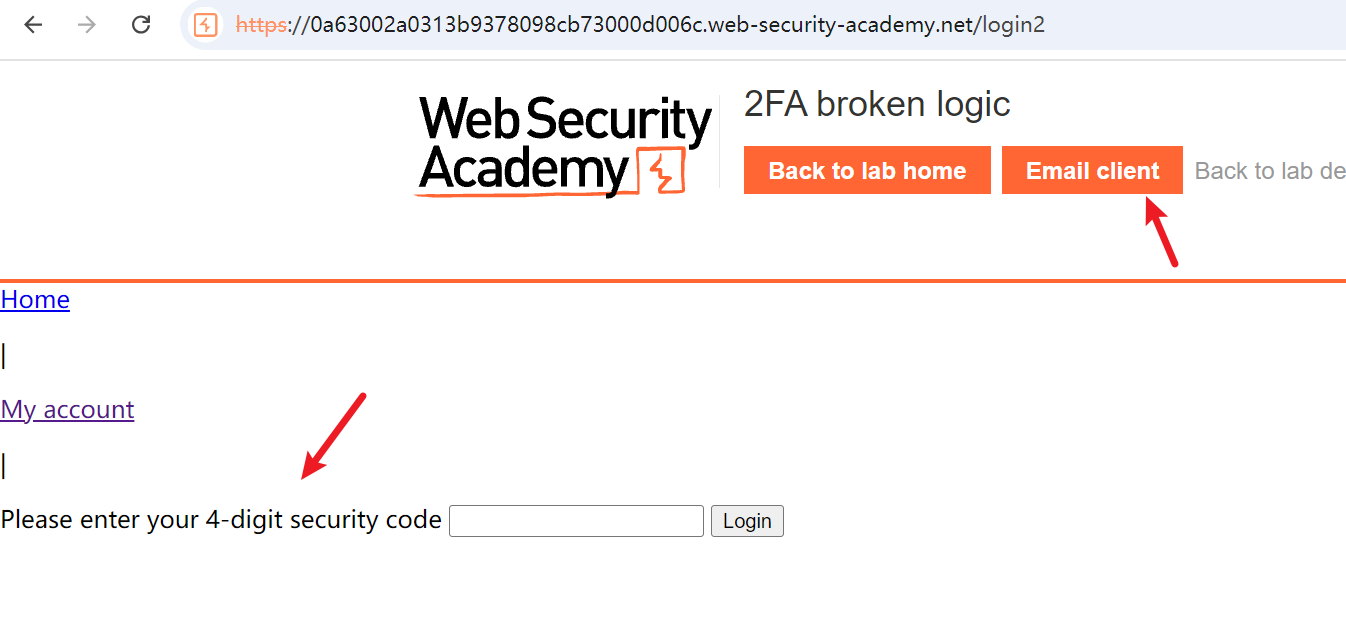 https://0a63002a0313b9378098cb73000d006c.web-security-academy.net/login2
Web Security
Academy
2FA broken logic
Back to lab home
Email client
Back to lab de
Home
|
My account
|
Please enter your 4-digit security code
Login